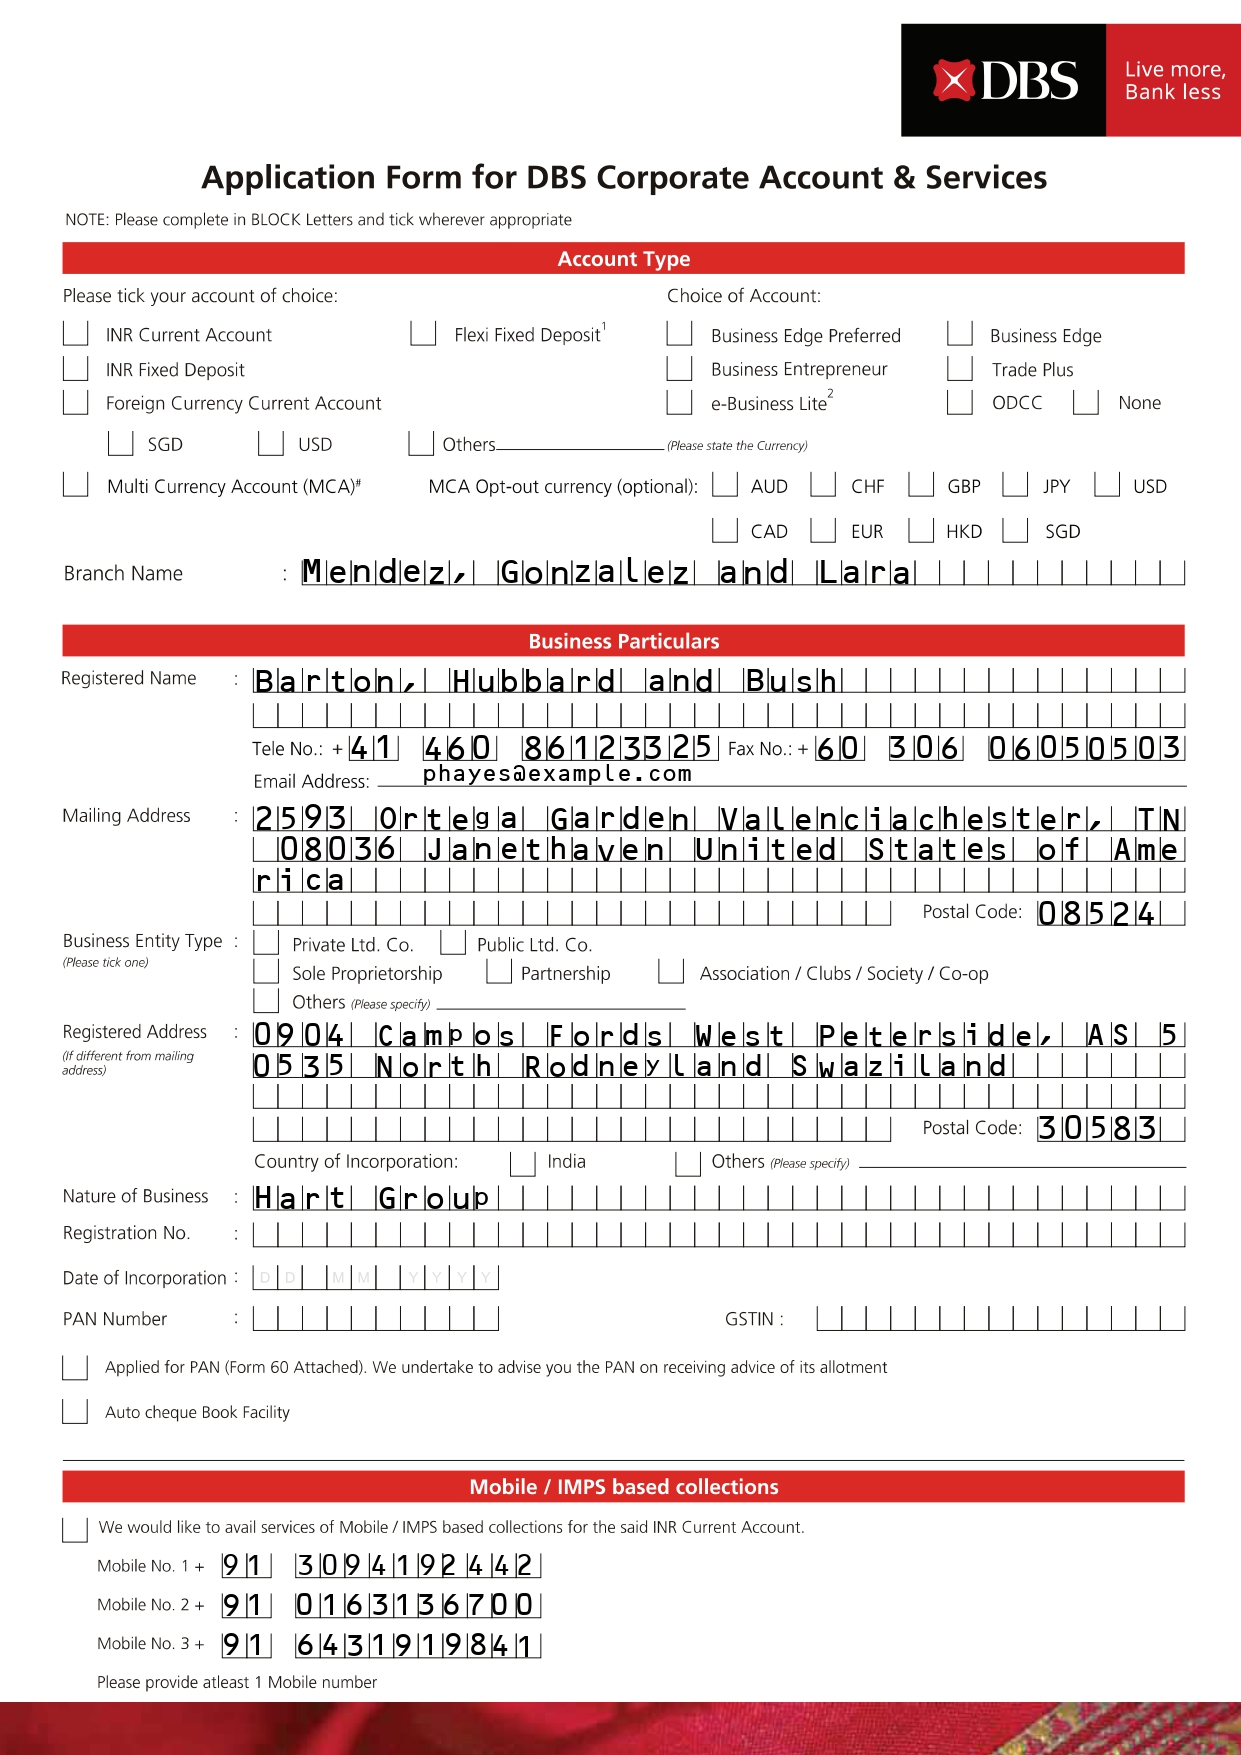 DBS Live more,
Bank less
Application Form for DBS Corporate Account & Services
NOTE: Please complete in BLOCK Letters and tick wherever appropriate
Account Type
Please tick your account of choice: Choice of Account:
INR Current Account Flexi Fixed Deposit1 Business Edge Preferred Business Edge
INR Fixed Deposit Business Entrepreneur Trade Plus
Foreign Currency Current Account e-Business Lite2 ODCC None
SGD USD Others (Please state the Currency)
Multi Currency Account (MCA)# MCA Opt-out currency (optional): AUD CHF GBP JPY USD
CAD EUR HKD SGD
Branch Name : Mendez, Gonzalez and Lara
Business Particulars
Registered Name : Barton, Hubbard and Bush
Tele No.: + 41 460 86123325 Fax No.: + 60 306 06050503
Email Address: phayes@example.com
Mailing Address : 2593 Ortega Garden Valenciachester, TN
08036 Janethaven United States of Ame
rica
Postal Code: 08524
Business Entity Type : Private Ltd. Co. Public Ltd. Co.
(Please tick one)
Sole Proprietorship Partnership Association / Clubs / Society / Co-op
Others (Please specify)
Registered Address : 0904 Campos Fords West Peterside, AS 5
(If different from mailing address) 0535 North Rodneyland Swaziland
Postal Code: 30583
Country of Incorporation: India Others (Please specify)
Nature of Business : Hart Group
Registration No. :
Date of Incorporation : D D M M Y Y Y Y
PAN Number : GSTIN :
Applied for PAN (Form 60 Attached). We undertake to advise you the PAN on receiving advice of its allotment
Auto cheque Book Facility
Mobile / IMPS based collections
We would like to avail services of Mobile / IMPS based collections for the said INR Current Account.
Mobile No. 1 + 91 3094192442
Mobile No. 2 + 91 0163136700
Mobile No. 3 + 91 6431919841
Please provide atleast 1 Mobile number